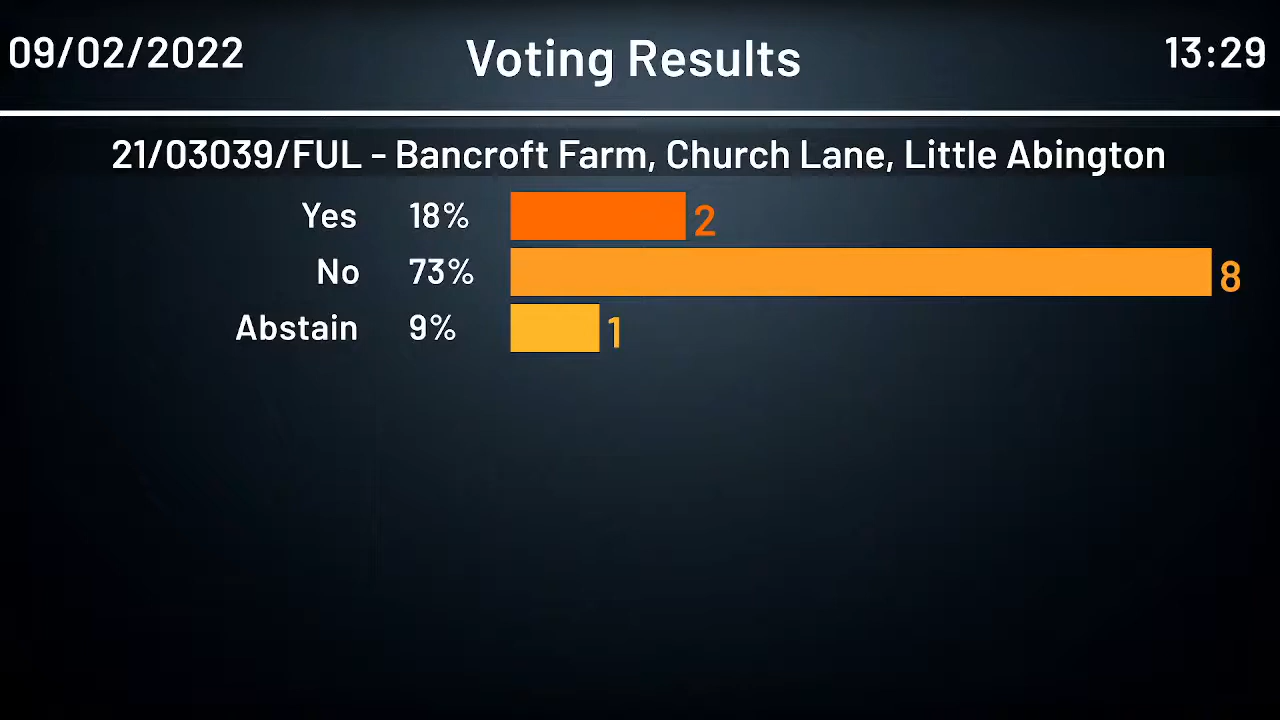 09/02/2022 Voting Results 13:29
21/03039/FUL - Bancroft Farm, Church Lane, Little Abington
Yes 18% 2
No 73% 8
Abstain 9% 1